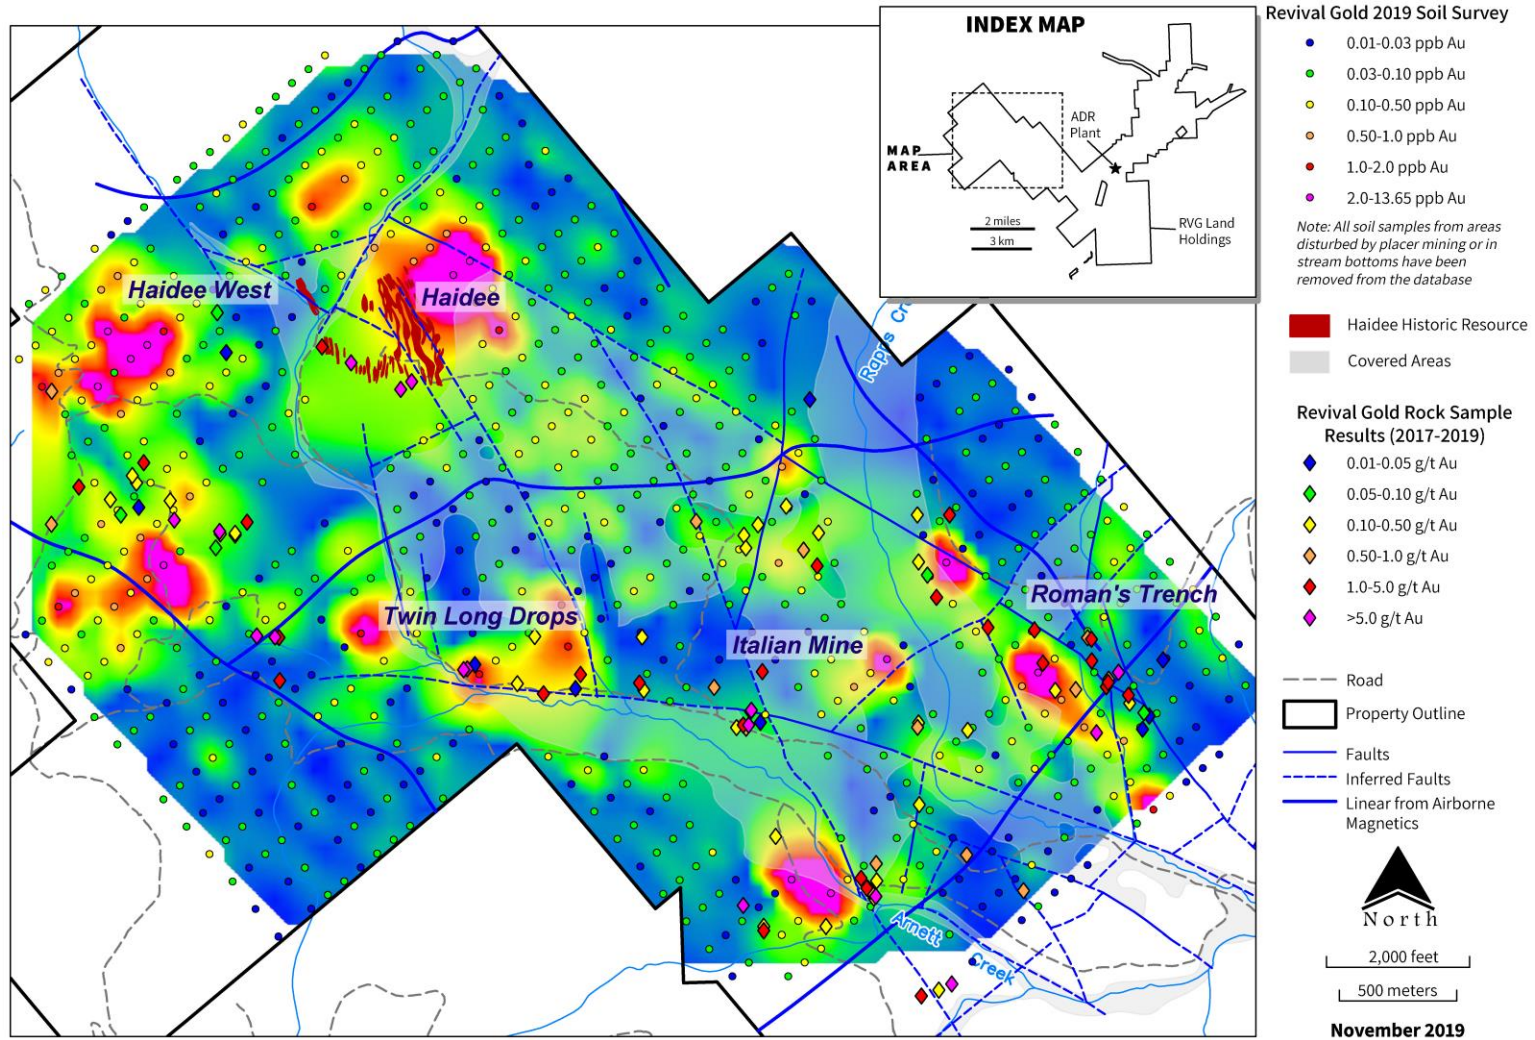 INDEX MAP
ADR
Plant
MAP
AREA
2 miles
3 km
RVG Land
Holdings
Haidee West
Haidee
Rapps Cr
Twin Long Drops
Italian Mine
Roman's Trench
Arnett
Creek
Revival Gold 2019 Soil Survey
0.01-0.03 ppb Au
0.03-0.10 ppb Au
0.10-0.50 ppb Au
0.50-1.0 ppb Au
1.0-2.0 ppb Au
2.0-13.65 ppb Au
Note: All soil samples from areas
disturbed by placer mining or in
stream bottoms have been
removed from the database
Haidee Historic Resource
Covered Areas
Revival Gold Rock Sample
Results (2017-2019)
0.01-0.05 g/t Au
0.05-0.10 g/t Au
0.10-0.50 g/t Au
0.50-1.0 g/t Au
1.0-5.0 g/t Au
>5.0 g/t Au
Road
Property Outline
Faults
Inferred Faults
Linear from Airborne
Magnetics
North
2,000 feet
500 meters
November 2019